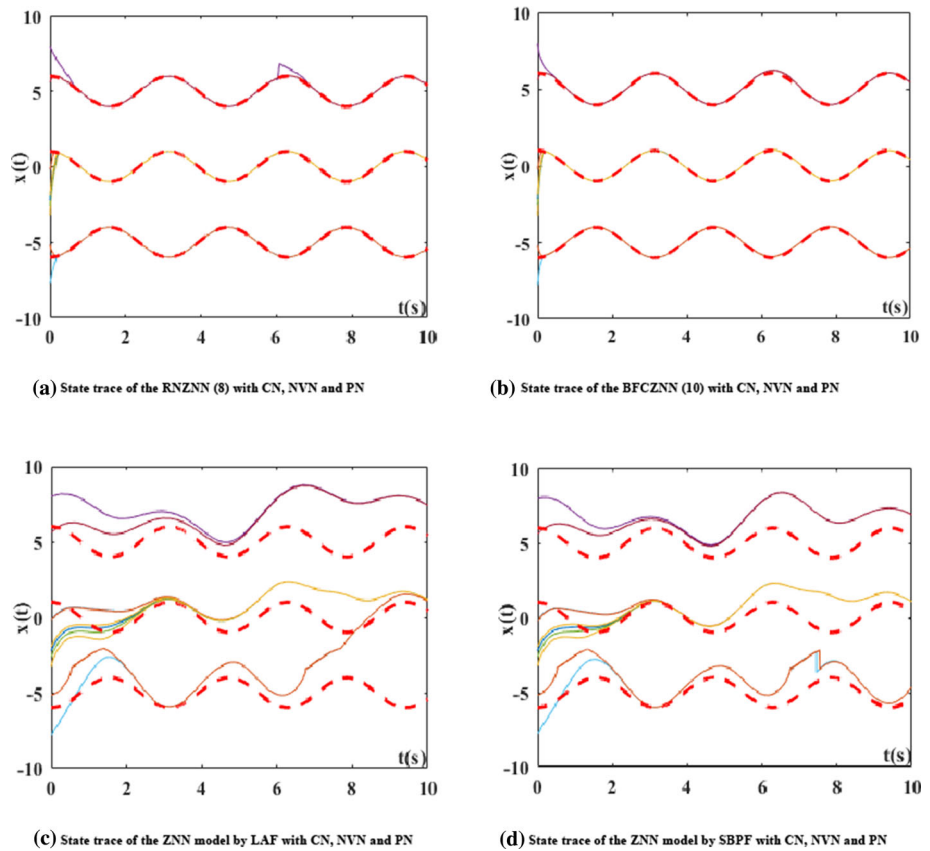 10
5
0
-5
-10
x(t)
t(s)
0 2 4 6 8 10
(a) State trace of the RNZNN (8) with CN, NVN and PN
10
5
0
-5
-10
x(t)
t(s)
0 2 4 6 8 10
(b) State trace of the BFCZNN (10) with CN, NVN and PN
10
5
0
-5
-10
x(t)
t(s)
0 2 4 6 8 10
(c) State trace of the ZNN model by LAF with CN, NVN and PN
10
5
0
-5
-10
x(t)
t(s)
0 2 4 6 8 10
(d) State trace of the ZNN model by SBPF with CN, NVN and PN